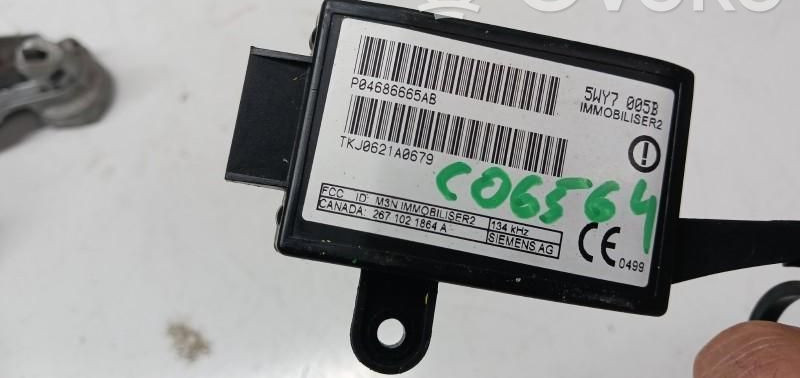 P04686665AB
5WY7 005B
IMMOBILISER2
TKJ0621A0679
C06564
FCC ID: M3N IMMOBILISER2
134 kHz
CANADA: 267 102 1864 A
SIEMENS AG
CE 0499